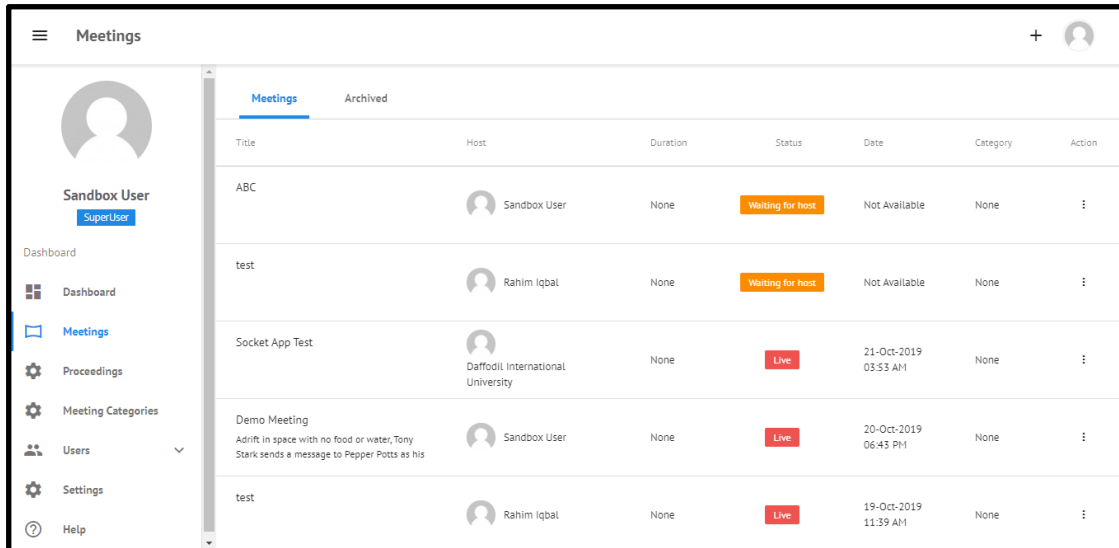 Meetings
Sandbox User
SuperUser
Dashboard
Dashboard
Meetings
Proceedings
Meeting Categories
Users
Settings
Help
Meetings Archived
Title Host Duration Status Date Category Action
ABC
Sandbox User None Waiting for host Not Available None
test
Rahim Iqbal None Waiting for host Not Available None
Socket App Test
Daffodil International
University
None Live
21-Oct-2019
03:53 AM
None
Demo Meeting
Adrift in space with no food or water, Tony
Stark sends a message to Pepper Potts as his
Sandbox User None Live
20-Oct-2019
06:43 PM
None
test
Rahim Iqbal None Live
19-Oct-2019
11:39 AM
None